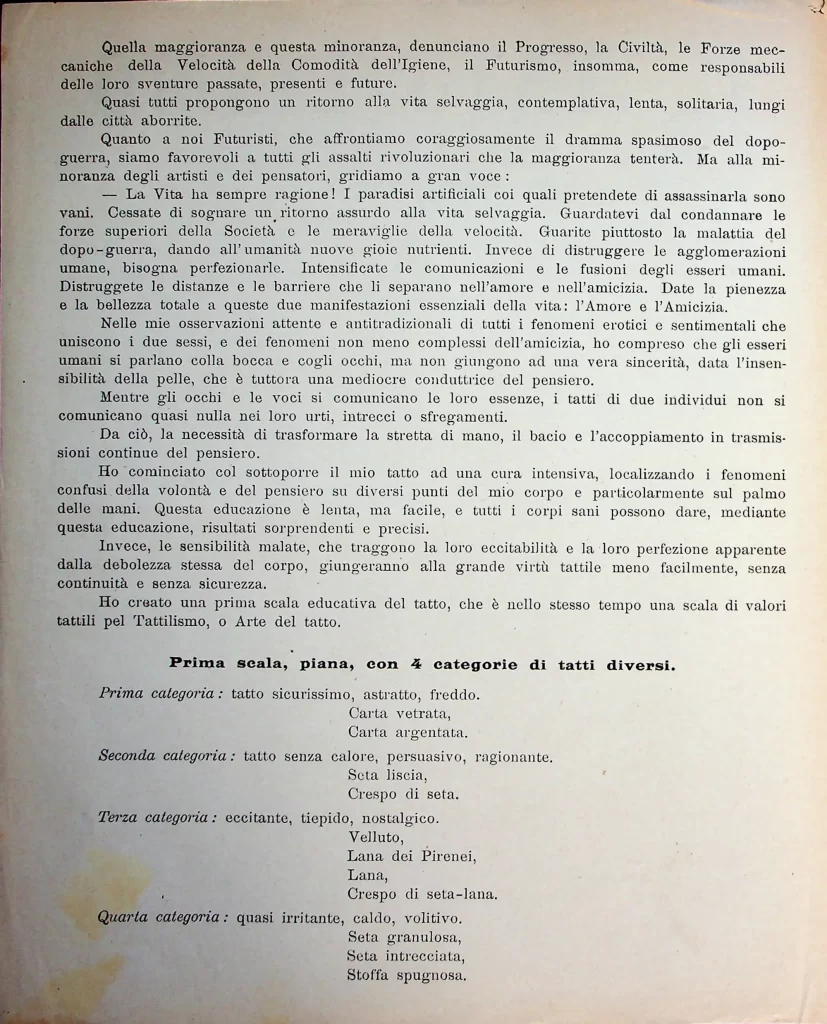 Quella maggioranza e questa minoranza, denunciano il Progresso, la Civiltà, le Forze mec-
caniche della Velocità della Comodità dell'Igiene, il Futurismo, insomma, come responsabili
delle loro sventure passate, presenti e future.
Quasi tutti propongono un ritorno alla vita selvaggia, contemplativa, lenta, solitaria, lungi
dalle città aborrite.
Quanto a noi Futuristi, che affrontiamo coraggiosamente il dramma spasimoso del dopo-
guerra, siamo favorevoli a tutti gli assalti rivoluzionari che la maggioranza tenterà. Ma alla mi-
noranza degli artisti e dei pensatori, gridiamo a gran voce :
— La Vita ha sempre ragione! I paradisi artificiali coi quali pretendete di assassinarla sono
vani. Cessate di sognare un ritorno assurdo alla vita selvaggia. Guardatevi dal condannare le
forze superiori della Società e le meraviglie della velocità. Guarite piuttosto la malattia del
dopo-guerra, dando all'umanità nuove gioie nutrienti. Invece di distruggere le agglomerazioni
umane, bisogna perfezionarle. Intensificate le comunicazioni e le fusioni degli esseri umani.
Distruggete le distanze e le barriere che li separano nell'amore e nell'amicizia. Date la pienezza
e la bellezza totale a queste due manifestazioni essenziali della vita: l'Amore e l'Amicizia.
Nelle mie osservazioni attente e antitradizionali di tutti i fenomeni erotici e sentimentali che
uniscono i due sessi, e dei fenomeni non meno complessi dell'amicizia, ho compreso che gli esseri
umani si parlano colla bocca e cogli occhi, ma non giungono ad una vera sincerità, data l'insen-
sibilità della pelle, che è tuttora una mediocre conduttrice del pensiero.
Mentre gli occhi e le voci si comunicano le loro essenze, i tatti di due individui non si
comunicano quasi nulla nei loro urti, intrecci o sfregamenti.
Da ciò, la necessità di trasformare la stretta di mano, il bacio e l'accoppiamento in trasmis-
sioni continue del pensiero.
Ho cominciato col sottoporre il mio tatto ad una cura intensiva, localizzando i fenomeni
confusi della volontà e del pensiero su diversi punti del mio corpo e particolarmente sul palmo
delle mani. Questa educazione è lenta, ma facile, e tutti i corpi sani possono dare, mediante
questa educazione, risultati sorprendenti e precisi.
Invece, le sensibilità malate, che traggono la loro eccitabilità e la loro perfezione apparente
dalla debolezza stessa del corpo, giungeranno alla grande virtù tattile meno facilmente, senza
continuità e senza sicurezza.
Ho creato una prima scala educativa del tatto, che è nello stesso tempo una scala di valori
tattili pel Tattilismo, o Arte del tatto.
Prima scala, piana, con 4 categorie di tatti diversi.
Prima categoria : tatto sicurissimo, astratto, freddo.
Carta vetrata,
Carta argentata.
Seconda categoria : tatto senza calore, persuasivo, ragionante.
Seta liscia,
Crespo di seta.
Terza categoria : eccitante, tiepido, nostalgico.
Velluto,
Lana dei Pirenei,
Lana,
Crespo di seta-lana.
Quarta categoria : quasi irritante, caldo, volitivo.
Seta granulosa,
Seta intrecciata,
Stoffa spugnosa.